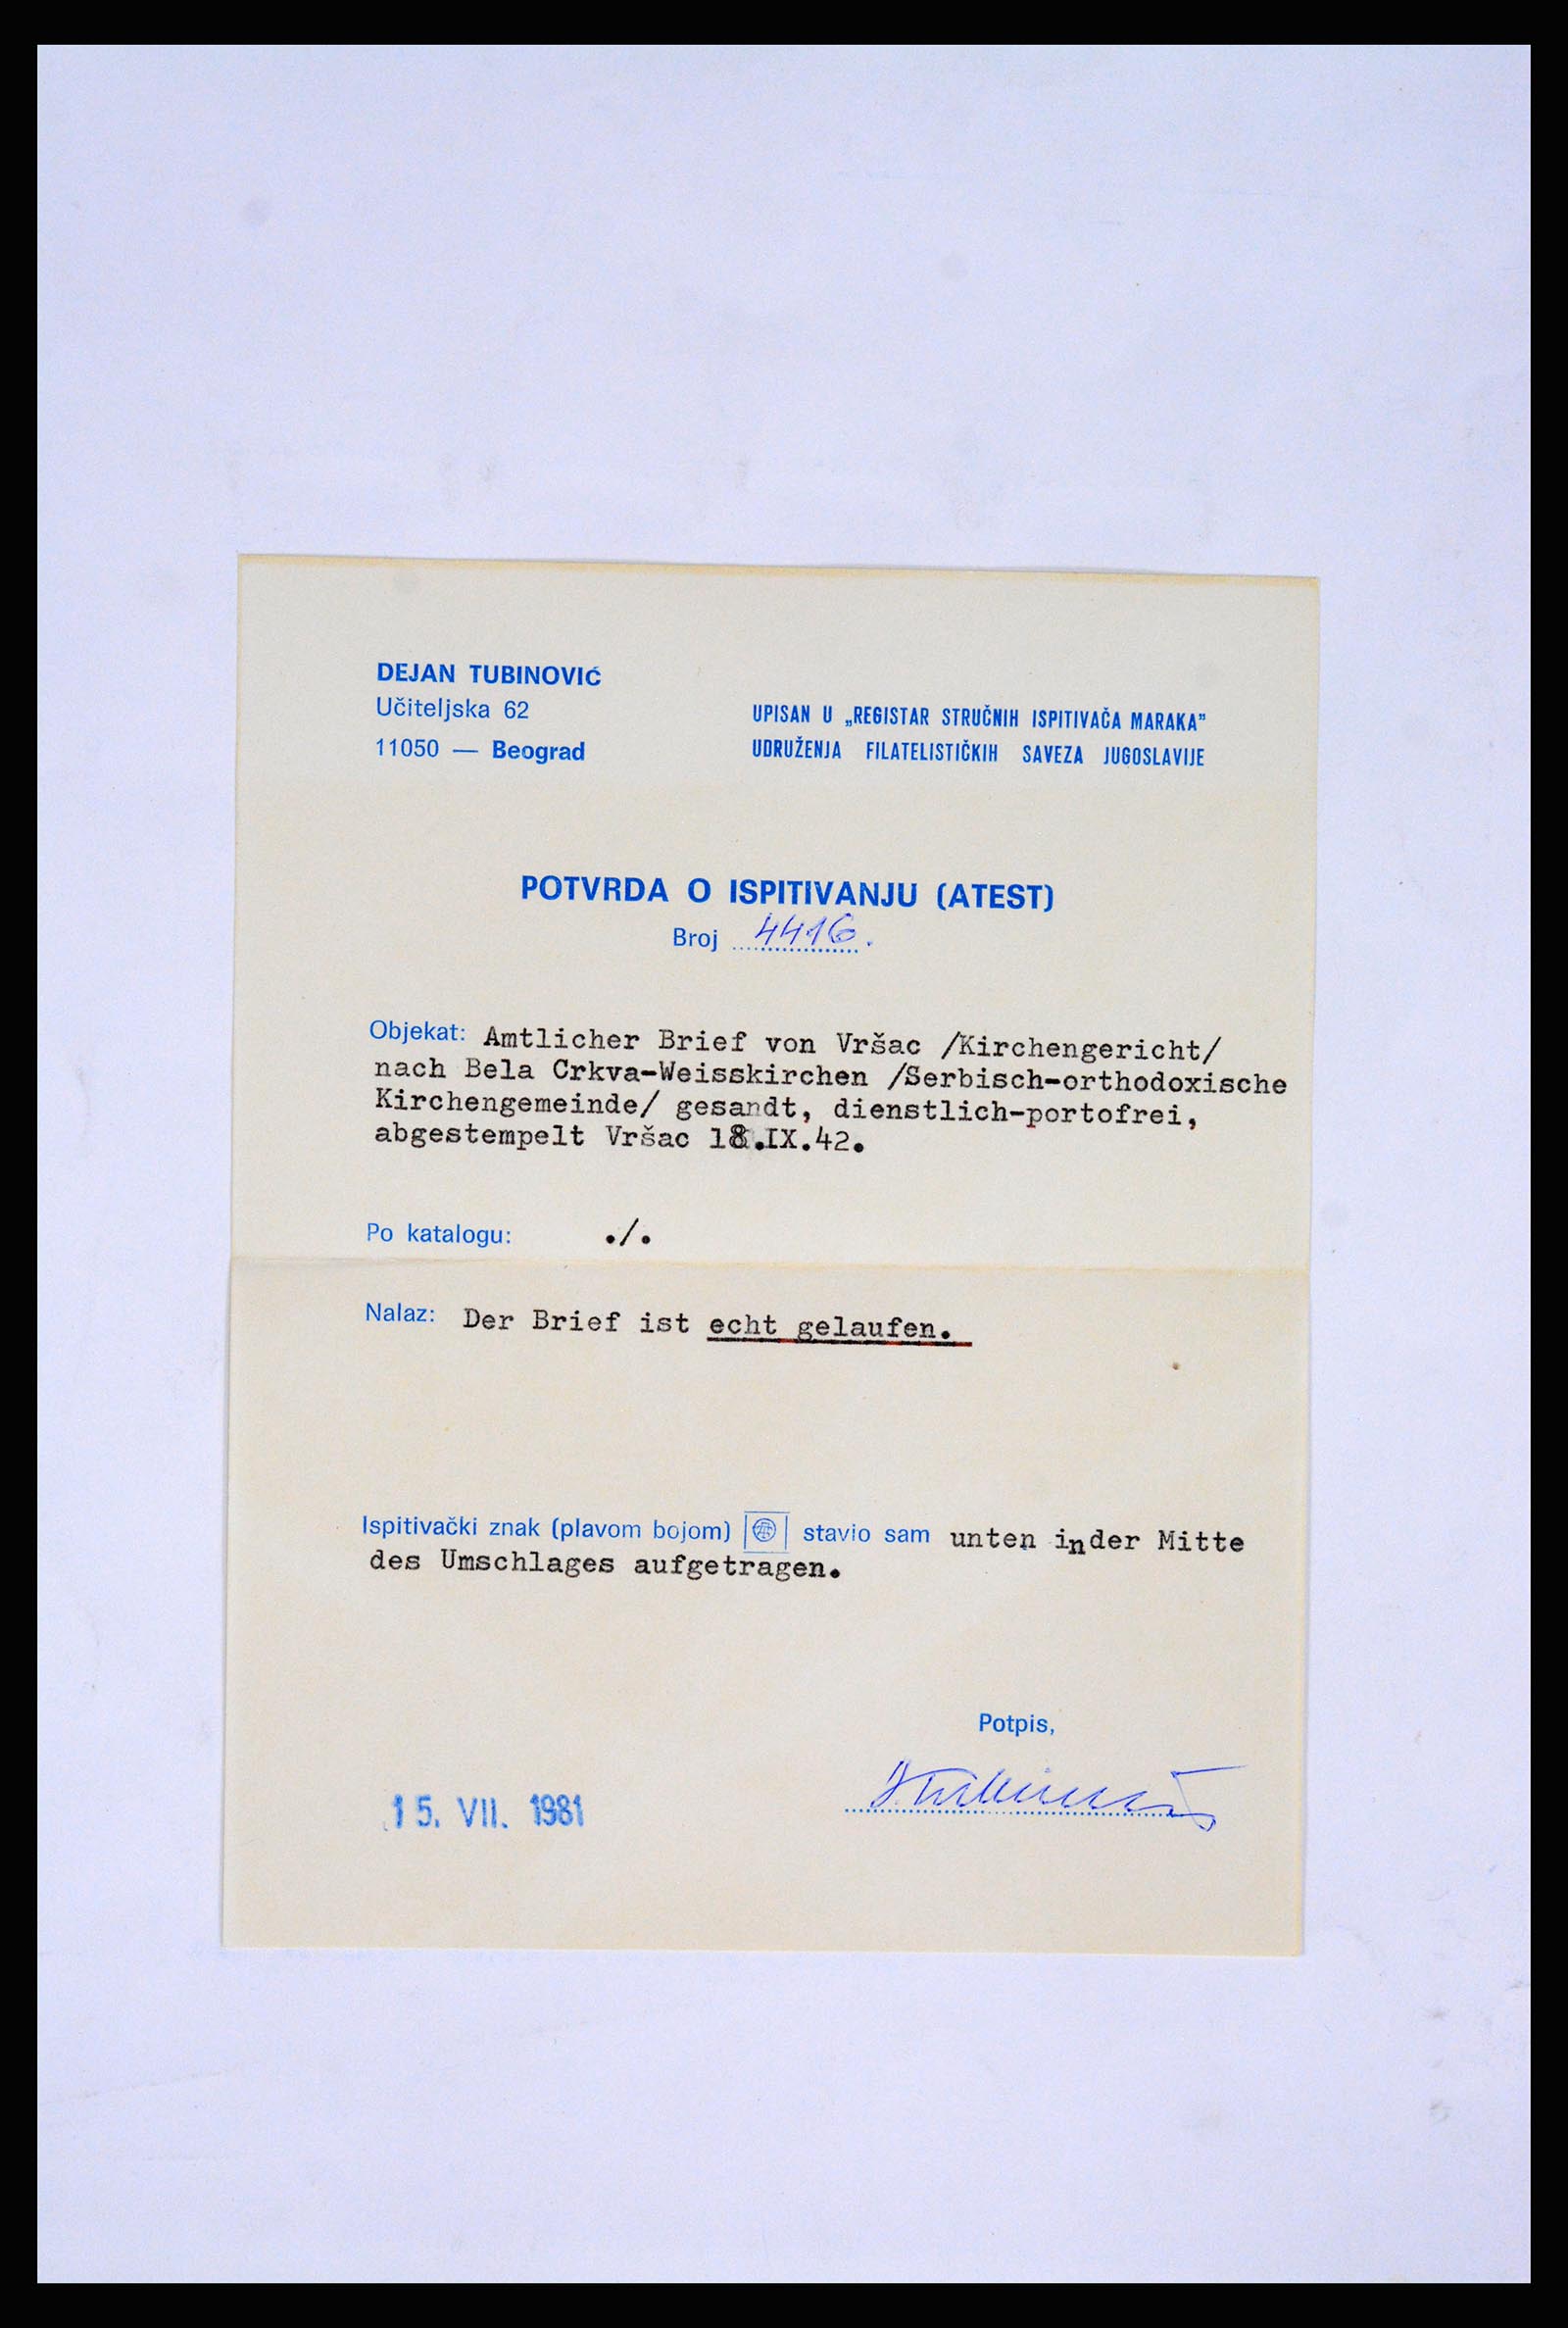 DEJAN TUBINOVIĆ
Učiteljska 62
11050 — Beograd
UPISAN U „REGISTAR STRUČNIH ISPITIVAČA MARAKA”
UDRUŽENJA FILATELISTIČKIH SAVEZA JUGOSLAVIJE
POTVRDA O ISPITIVANJU (ATEST)
Broj 4416.
Objekat: Amtlicher Brief von Vršac /Kirchengericht/
nach Bela Crkva-Weisskirchen /Serbisch-orthodoxische
Kirchengemeinde/ gesandt, dienstlich-portofrei,
abgestempelt Vršac 18.IX.42.
Po katalogu: ./.
Nalaz: Der Brief ist echt gelaufen.
Ispitivački znak (plavom bojom) stavio sam unten in der Mitte
des Umschlages aufgetragen.
Potpis,
15. VII. 1981